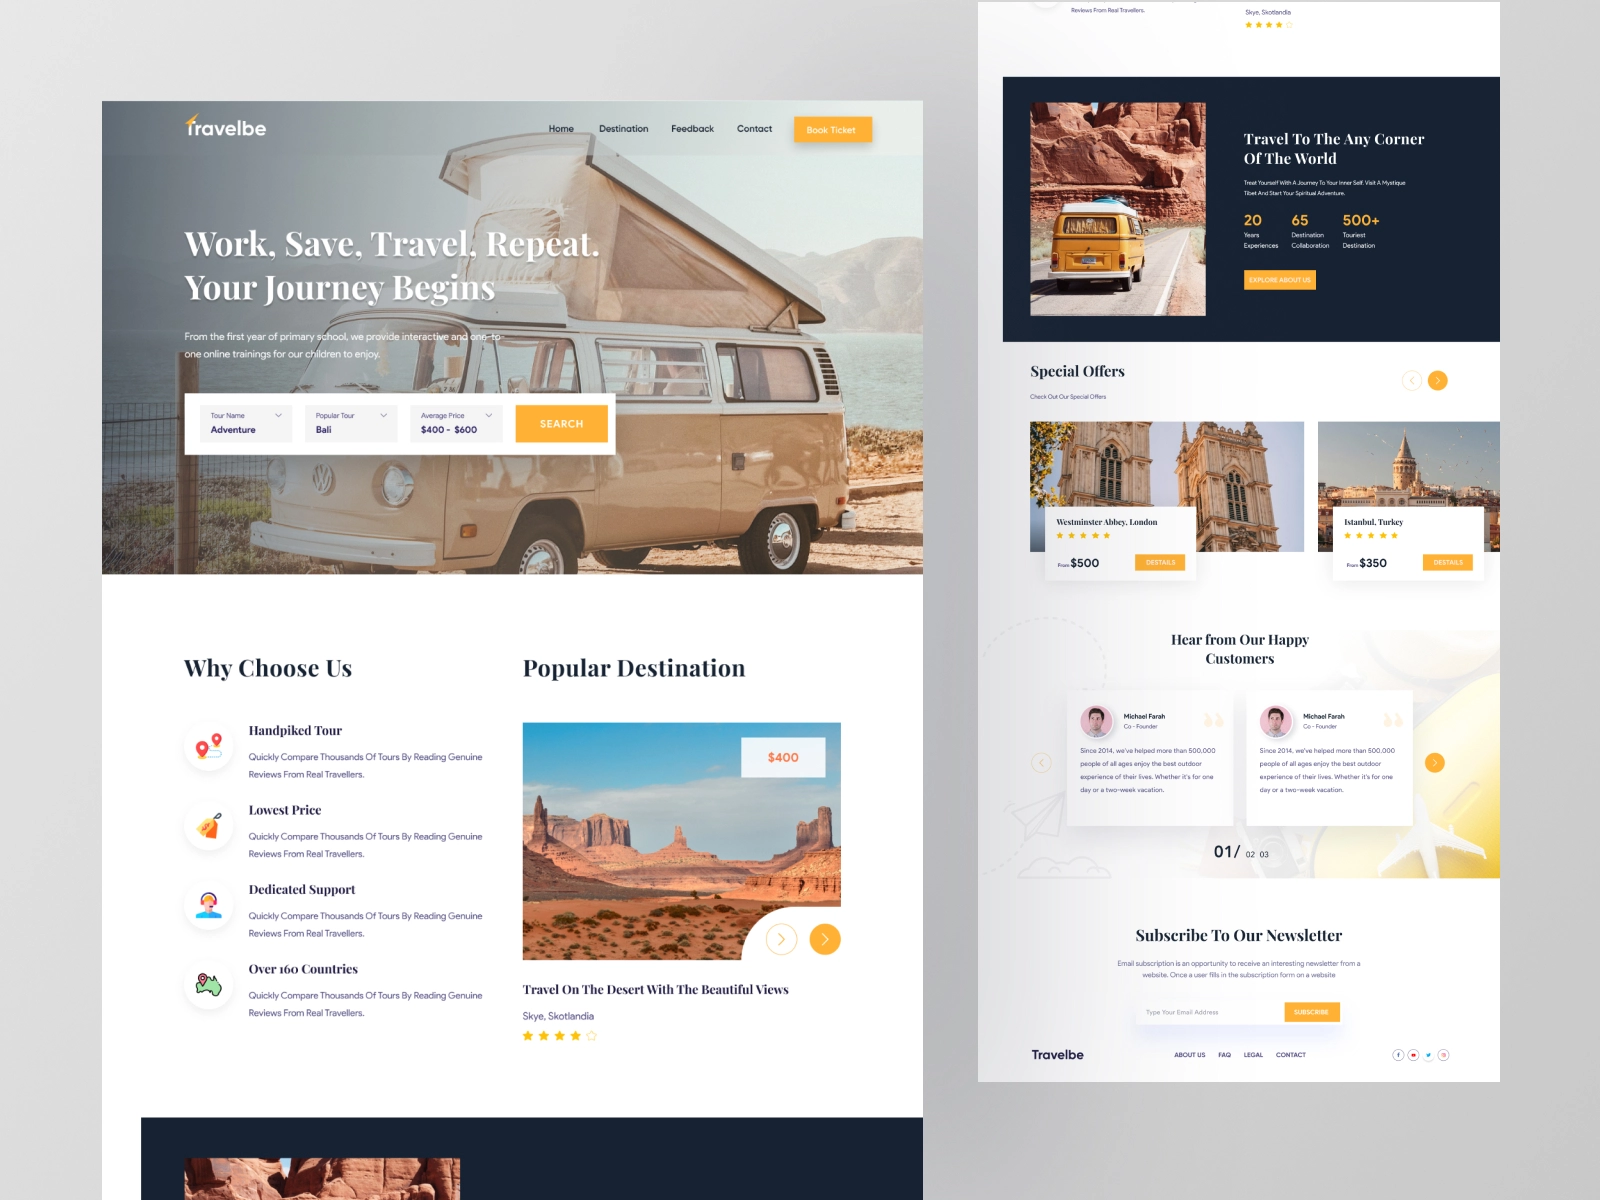 Travelbe
Home Destination Feedback Contact Book Ticket
Work, Save, Travel, Repeat.
Your Journey Begins
From the first year of primary school, we provide interactive and one-to-
one online trainings for our children to enjoy.
Tour Name Popular Tour Average Price
Adventure Bali $400 - $600
SEARCH
Why Choose Us
Handpiked Tour
Quickly Compare Thousands Of Tours By Reading Genuine
Reviews From Real Travellers.
Lowest Price
Quickly Compare Thousands Of Tours By Reading Genuine
Reviews From Real Travellers.
Dedicated Support
Quickly Compare Thousands Of Tours By Reading Genuine
Reviews From Real Travellers.
Over 160 Countries
Quickly Compare Thousands Of Tours By Reading Genuine
Reviews From Real Travellers.
Popular Destination
$400
Travel On The Desert With The Beautiful Views
Skye, Skotlandia
Reviews From Real Travellers.
Skye, Skotlandia
Travel To The Any Corner
Of The World
Treat Yourself With A Journey To Your Inner Self. Visit A Mystique
Tibet And Start Your Spiritual Adventure.
20 65 500+
Years Destination Touriest
Experiences Collaboration Destination
EXPLORE ABOUT US
Special Offers
Check Out Our Special Offers
Westminster Abbey, London
From $500 DESTAILS
Istanbul, Turkey
From $350 DESTAILS
Hear from Our Happy
Customers
Michael Farah
Co - Founder
Since 2014, we've helped more than 500,000
people of all ages enjoy the best outdoor
experience of their lives. Whether it's for one
day or a two-week vacation.
Michael Farah
Co - Founder
Since 2014, we've helped more than 500,000
people of all ages enjoy the best outdoor
experience of their lives. Whether it's for one
day or a two-week vacation.
01/ 02 03
Subscribe To Our Newsletter
Email subscription is an opportunity to receive an interesting newsletter from a
website. Once a user fills in the subscription form on a website
Type Your Email Address SUBSCRIBE
Travelbe ABOUT US FAQ LEGAL CONTACT